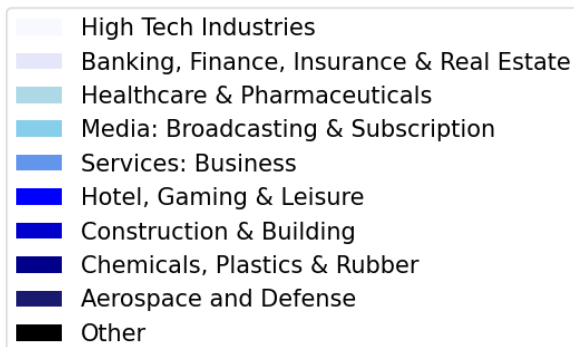 High Tech Industries
Banking, Finance, Insurance & Real Estate
Healthcare & Pharmaceuticals
Media: Broadcasting & Subscription
Services: Business
Hotel, Gaming & Leisure
Construction & Building
Chemicals, Plastics & Rubber
Aerospace and Defense
Other